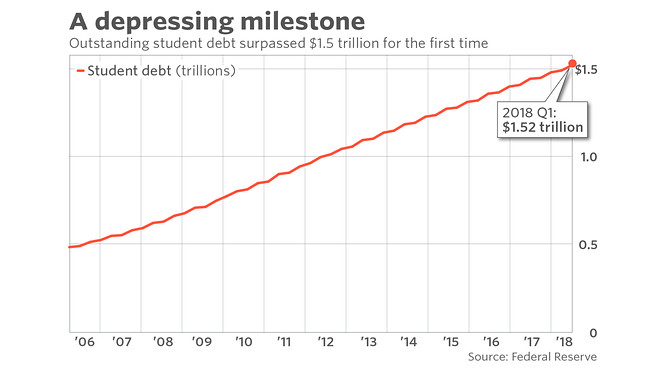 A depressing milestone
Outstanding student debt surpassed $1.5 trillion for the first time
Student debt (trillions)
$1.5
2018 Q1:
$1.52 trillion
1.0
0.5
0
'06 '07 '08 '09 '10 '11 '12 '13 '14 '15 '16 '17 '18
Source: Federal Reserve